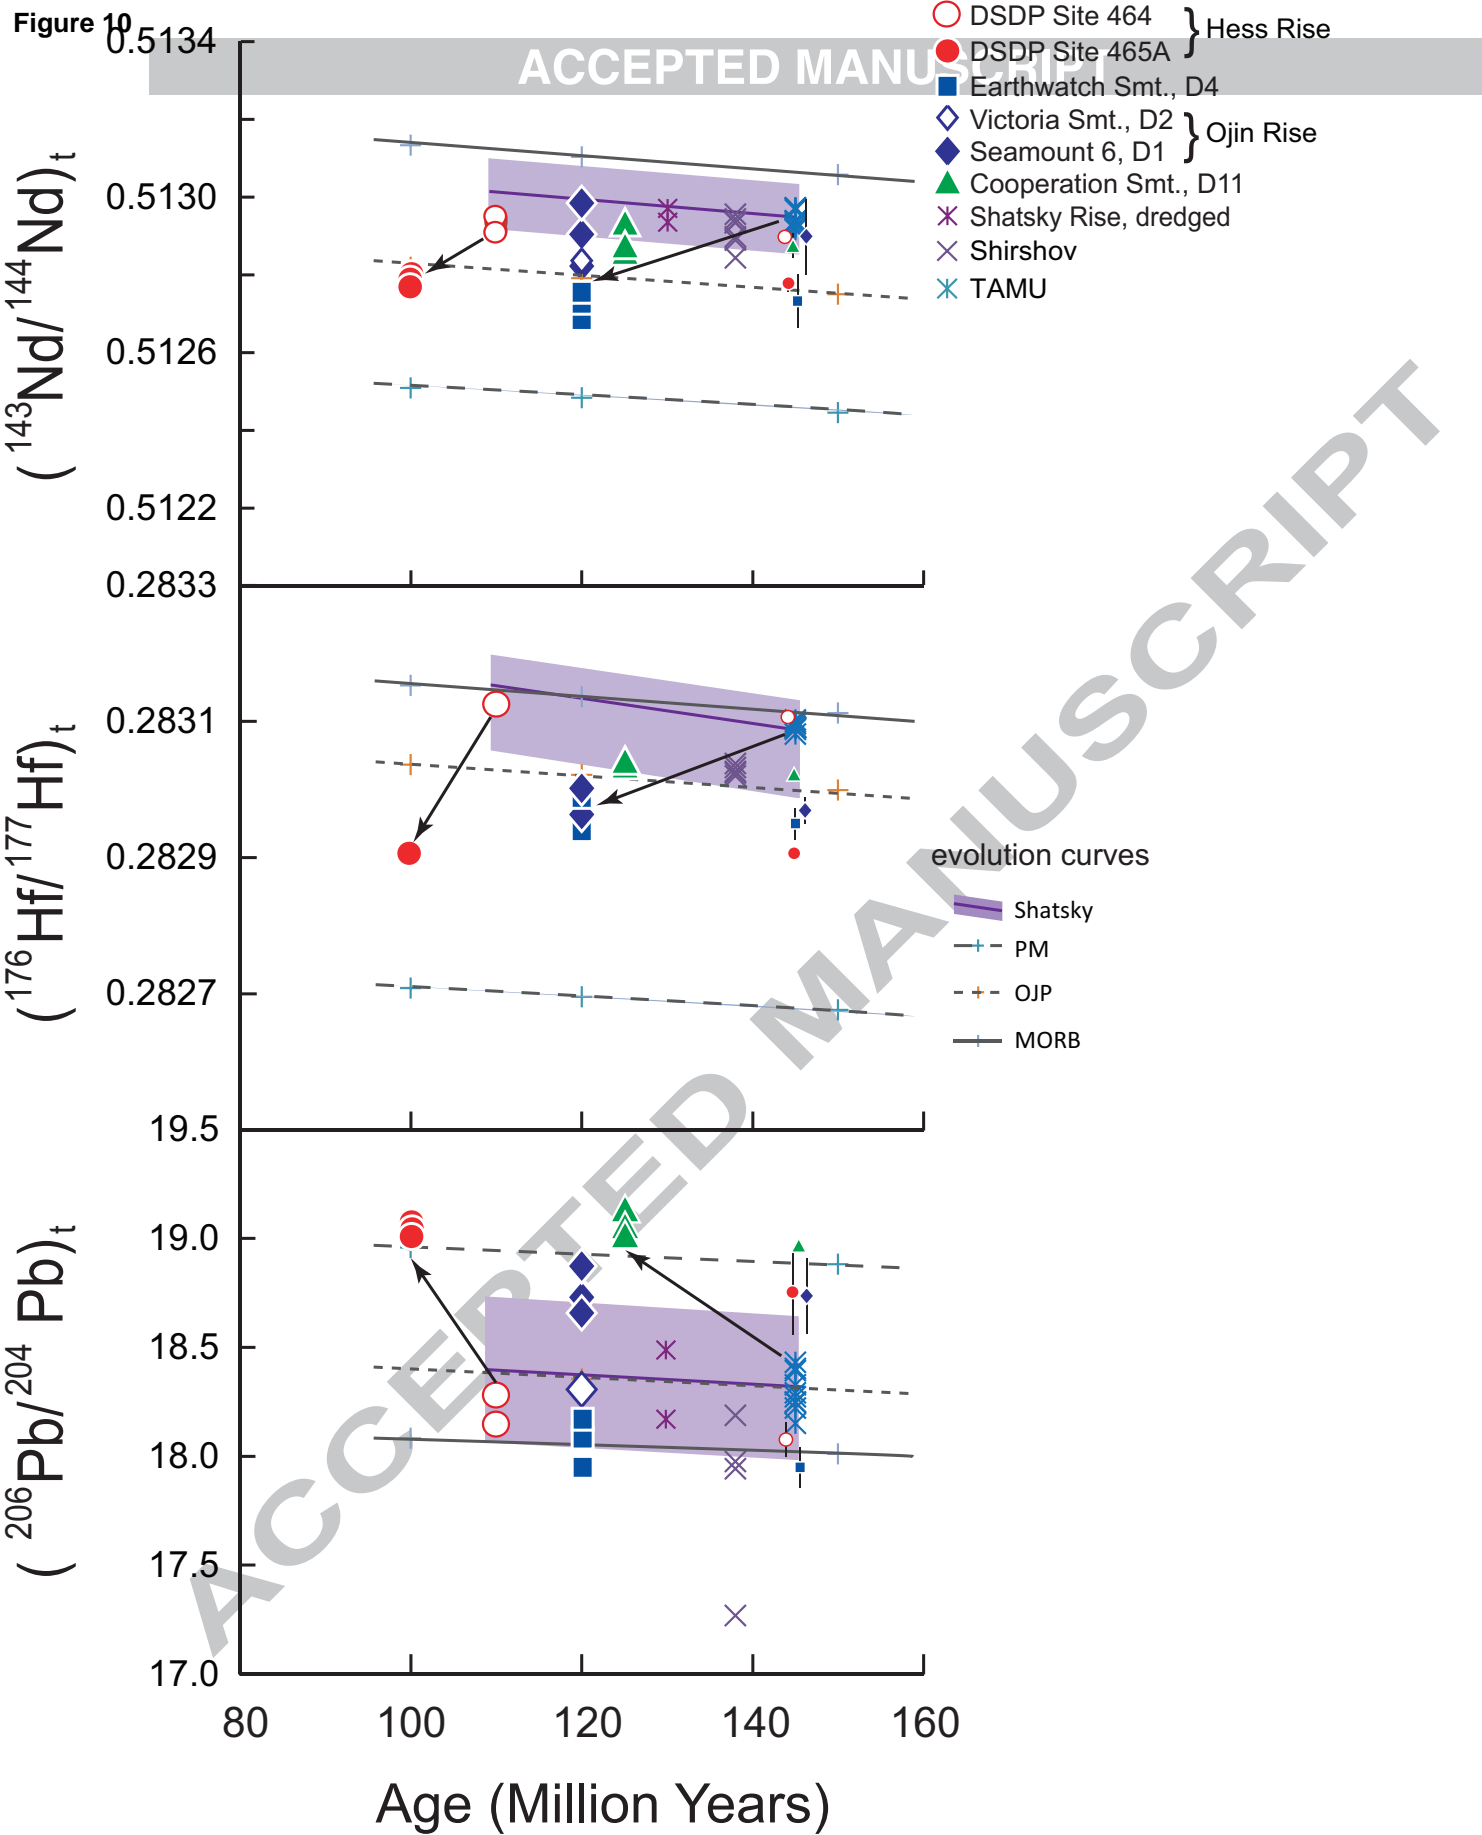 Figure 10
ACCEPTED MANUSCRIPT
DSDP Site 464
DSDP Site 465A
Hess Rise
Earthwatch Smt., D4
Victoria Smt., D2
Seamount 6, D1
Ojin Rise
Cooperation Smt., D11
Shatsky Rise, dredged
Shirshov
TAMU
(143Nd/144Nd)t
0.5134
0.5130
0.5126
0.5122
(176Hf/177Hf)t
0.2833
0.2831
0.2829
0.2827
evolution curves
Shatsky
PM
OJP
MORB
(206Pb/204Pb)t
19.5
19.0
18.5
18.0
17.5
17.0
80 100 120 140 160
Age (Million Years)
ACCEPTED MANUSCRIPT